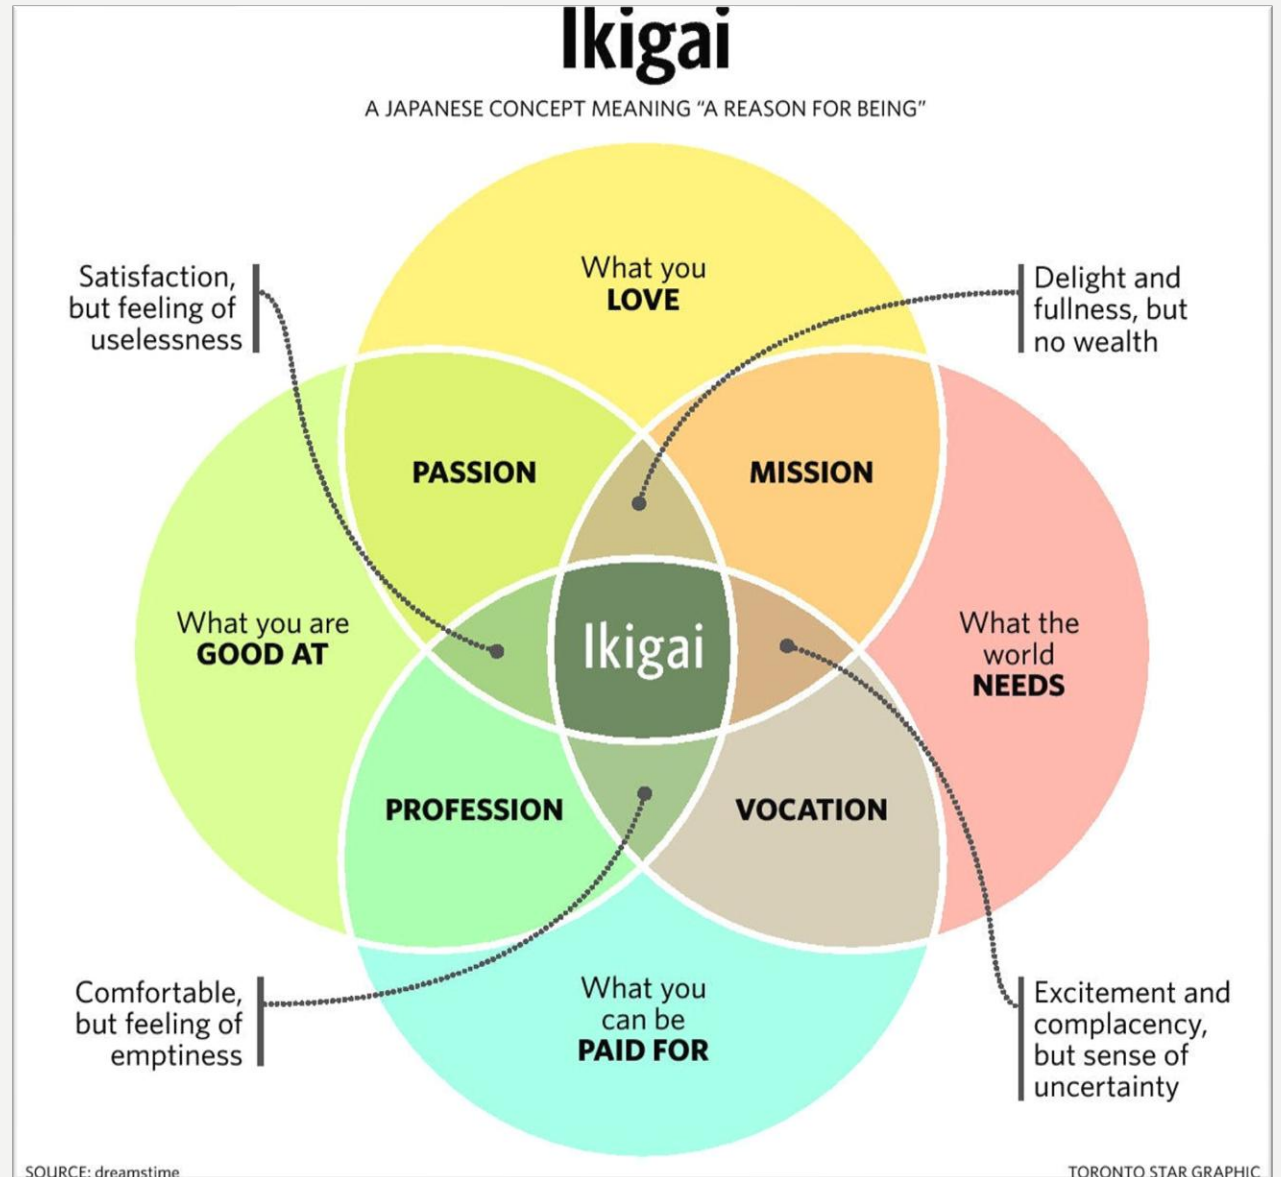 Ikigai
A JAPANESE CONCEPT MEANING “A REASON FOR BEING”
What you
LOVE
Satisfaction,
but feeling of
uselessness
Delight and
fullness, but
no wealth
PASSION
MISSION
What you are
GOOD AT
Ikigai
What the
world
NEEDS
PROFESSION
VOCATION
What you
can be
PAID FOR
Comfortable,
but feeling of
emptiness
Excitement and
complacency,
but sense of
uncertainty
SOURCE: dreamstime
TORONTO STAR GRAPHIC